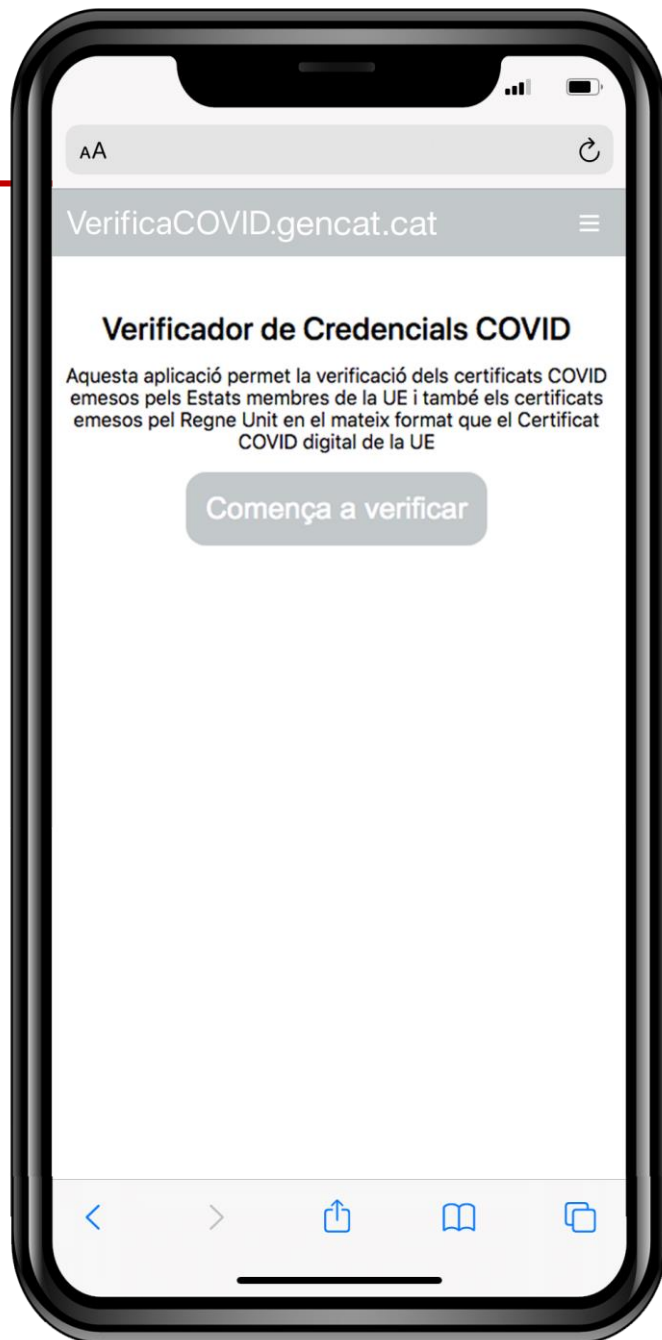 AA
VerificaCOVID.gencat.cat
Verificador de Credencials COVID
Aquesta aplicació permet la verificació dels certificats COVID
emesos pels Estats membres de la UE i també els certificats
emesos pel Regne Unit en el mateix format que el Certificat
COVID digital de la UE
Comença a verificar